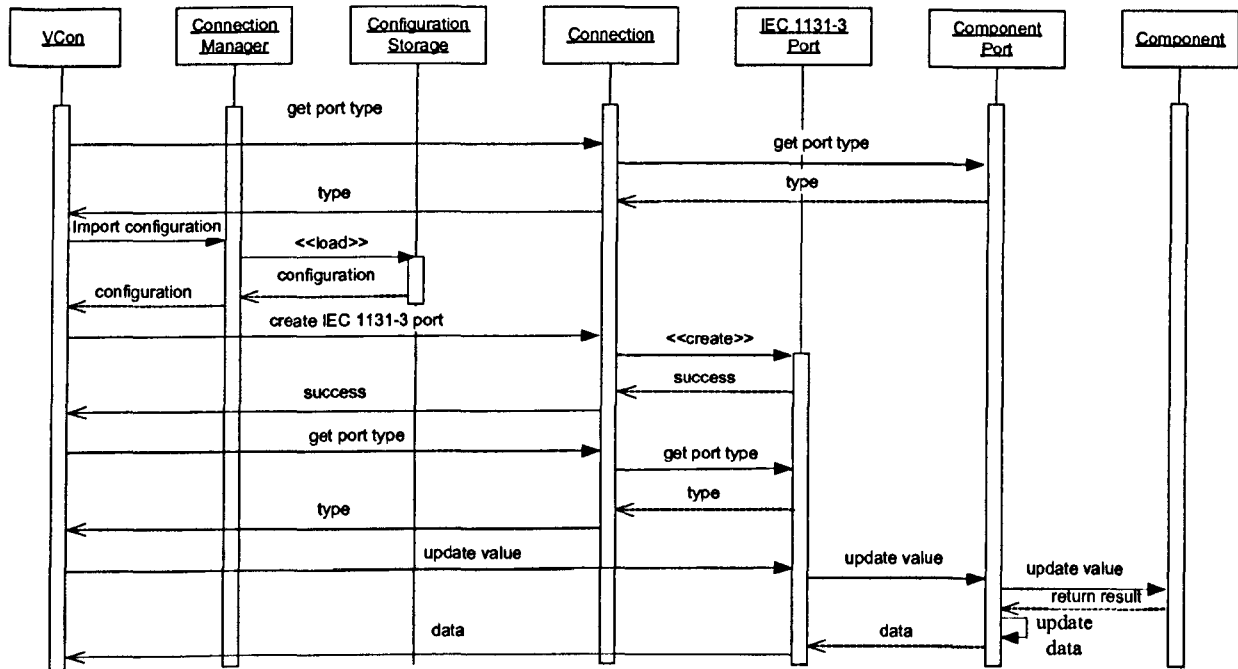 VCon
Connection
Manager
Configuration
Storage
Connection
IEC 1131-3
Port
Component
Port
Component
get port type
get port type
type
type
Import configuration
<<load>>
configuration
configuration
create IEC 1131-3 port
<<create>>
success
success
get port type
get port type
type
type
update value
update value
update value
return result
update
data
data
data